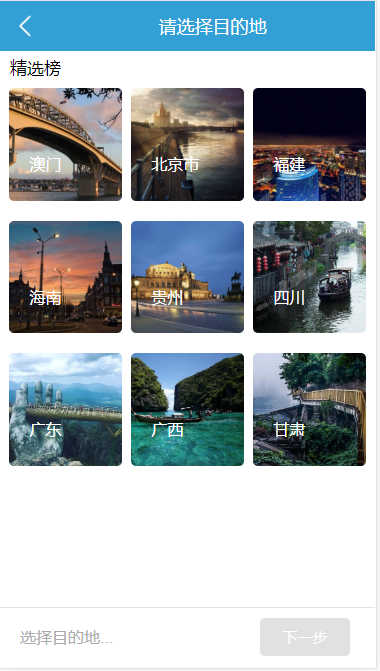 请选择目的地
精选榜
澳门
北京市
福建
海南
贵州
四川
广东
广西
甘肃
选择目的地...
下一步